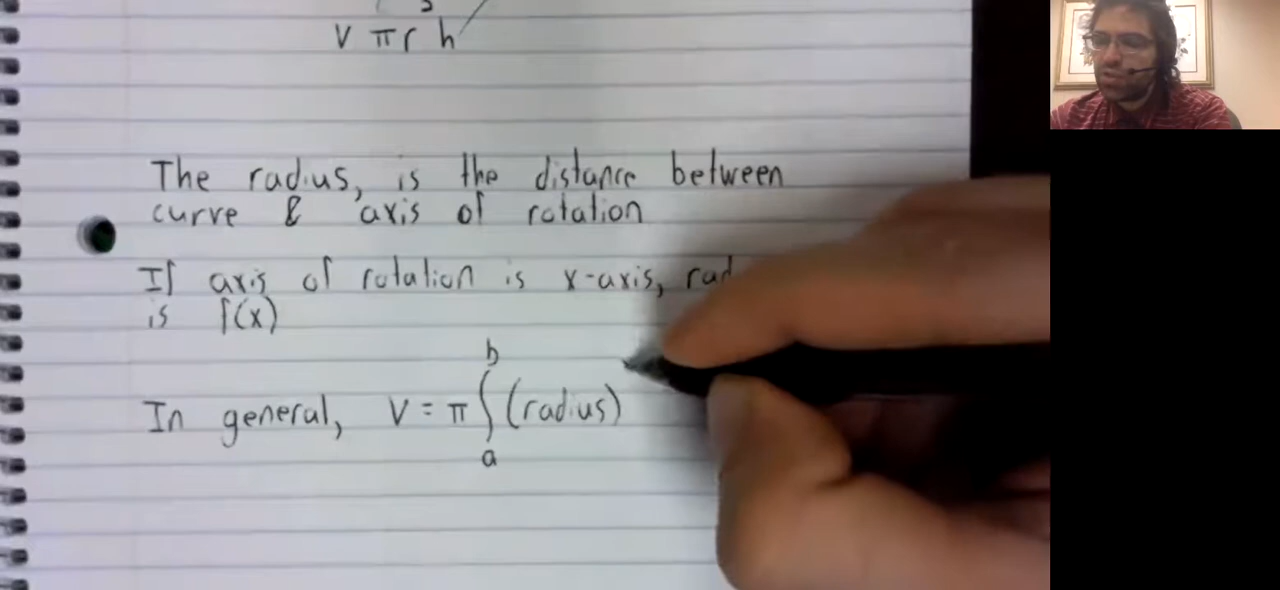 V πr h
The radius, is the distance between
curve & axis of rotation
If axis of rotation is x-axis,
is f(x)
b
In general, V = π∫(radius)
a